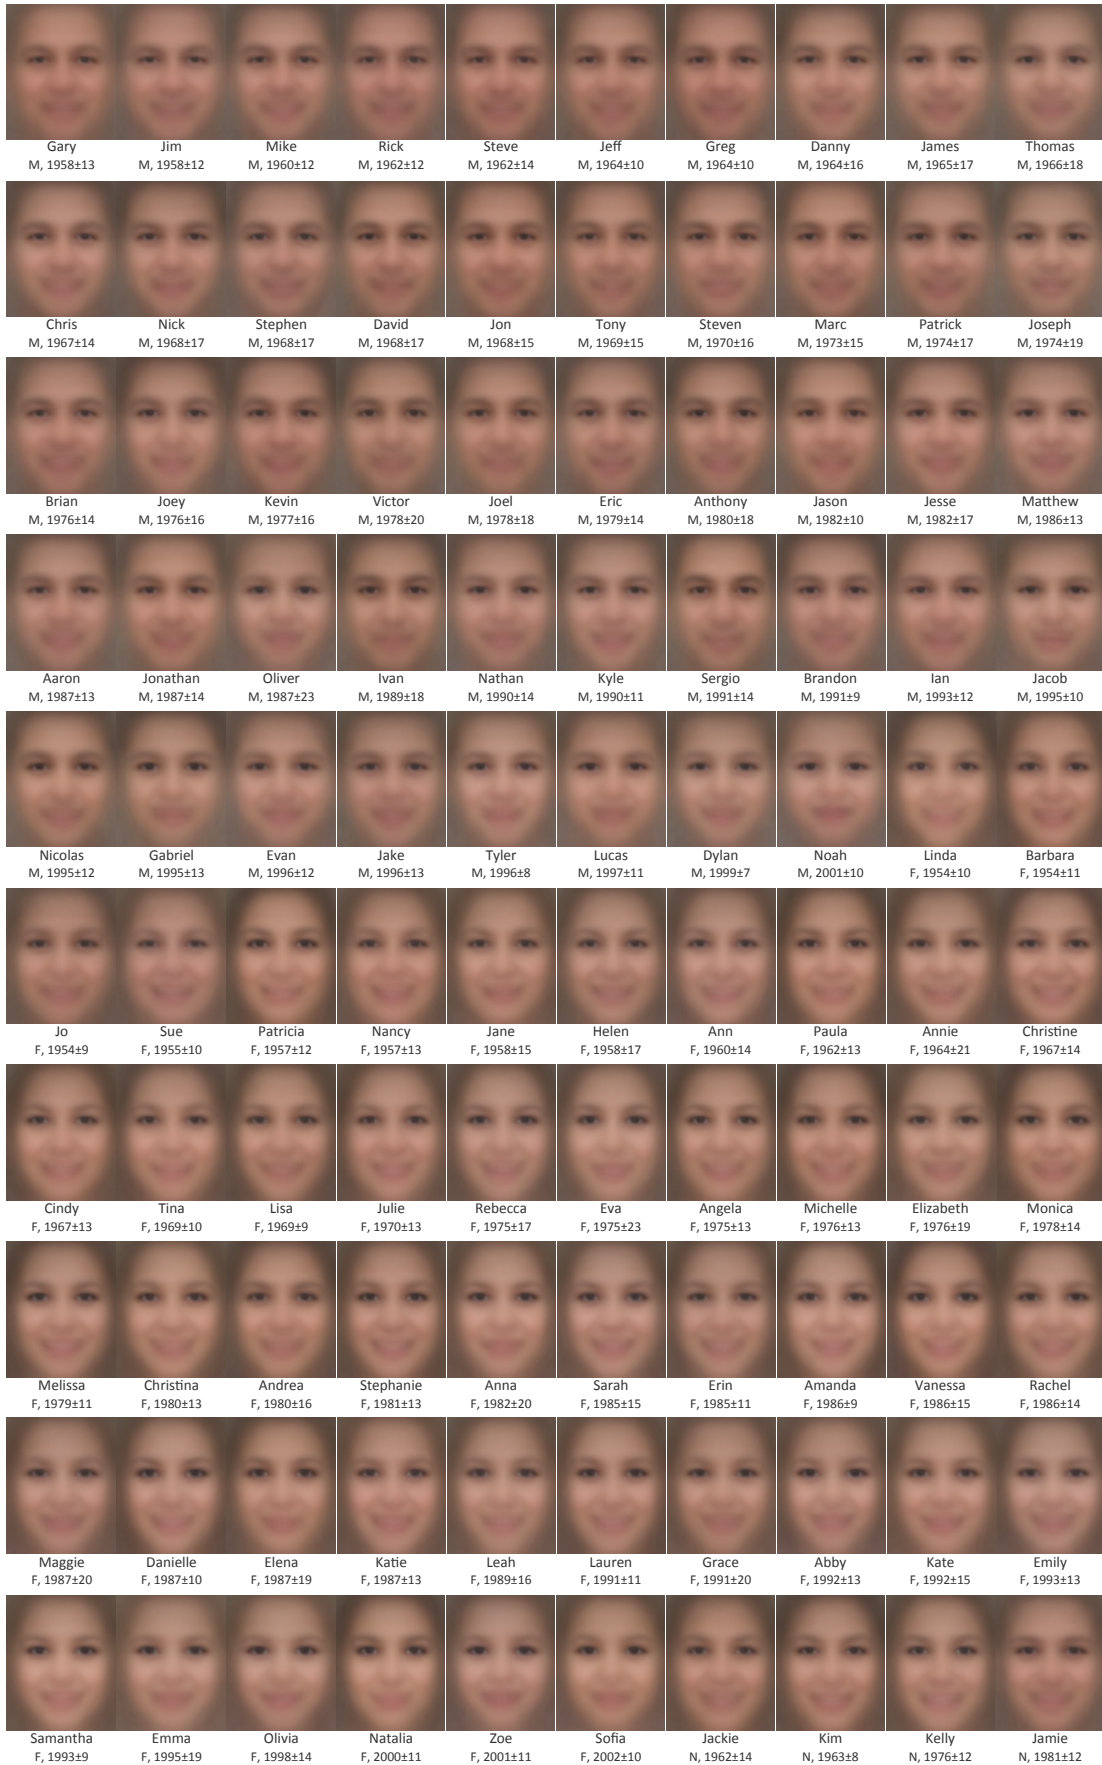 Gary Jim Mike Rick Steve Jeff Greg Danny James Thomas
M, 1958±13 M, 1958±12 M, 1960±12 M, 1962±12 M, 1962±14 M, 1964±10 M, 1964±10 M, 1964±16 M, 1965±17 M, 1966±18
Chris Nick Stephen David Jon Tony Steven Marc Patrick Joseph
M, 1967±14 M, 1968±17 M, 1968±17 M, 1968±17 M, 1968±15 M, 1969±15 M, 1970±16 M, 1973±15 M, 1974±17 M, 1974±19
Brian Joey Kevin Victor Joel Eric Anthony Jason Jesse Matthew
M, 1976±14 M, 1976±16 M, 1977±16 M, 1978±20 M, 1978±18 M, 1979±14 M, 1980±18 M, 1982±10 M, 1982±17 M, 1986±13
Aaron Jonathan Oliver Ivan Nathan Kyle Sergio Brandon Ian Jacob
M, 1987±13 M, 1987±14 M, 1987±23 M, 1989±18 M, 1990±14 M, 1990±11 M, 1991±14 M, 1991±9 M, 1993±12 M, 1995±10
Nicolas Gabriel Evan Jake Tyler Lucas Dylan Noah Linda Barbara
M, 1995±12 M, 1995±13 M, 1996±12 M, 1996±13 M, 1996±8 M, 1997±11 M, 1999±7 M, 2001±10 F, 1954±10 F, 1954±11
Jo Sue Patricia Nancy Jane Helen Ann Paula Annie Christine
F, 1954±9 F, 1955±10 F, 1957±12 F, 1957±13 F, 1958±15 F, 1958±17 F, 1960±14 F, 1962±13 F, 1964±21 F, 1967±14
Cindy Tina Lisa Julie Rebecca Eva Angela Michelle Elizabeth Monica
F, 1967±13 F, 1969±10 F, 1969±9 F, 1970±13 F, 1975±17 F, 1975±23 F, 1975±13 F, 1976±13 F, 1976±19 F, 1978±14
Melissa Christina Andrea Stephanie Anna Sarah Erin Amanda Vanessa Rachel
F, 1979±11 F, 1980±13 F, 1980±16 F, 1981±13 F, 1982±20 F, 1985±15 F, 1985±11 F, 1986±9 F, 1986±15 F, 1986±14
Maggie Danielle Elena Katie Leah Lauren Grace Abby Kate Emily
F, 1987±20 F, 1987±10 F, 1987±19 F, 1987±13 F, 1989±16 F, 1991±11 F, 1991±20 F, 1992±13 F, 1992±15 F, 1993±13
Samantha Emma Olivia Natalia Zoe Sofia Jackie Kim Kelly Jamie
F, 1993±9 F, 1995±19 F, 1998±14 F, 2000±11 F, 2001±11 F, 2002±10 N, 1962±14 N, 1963±8 N, 1976±12 N, 1981±12